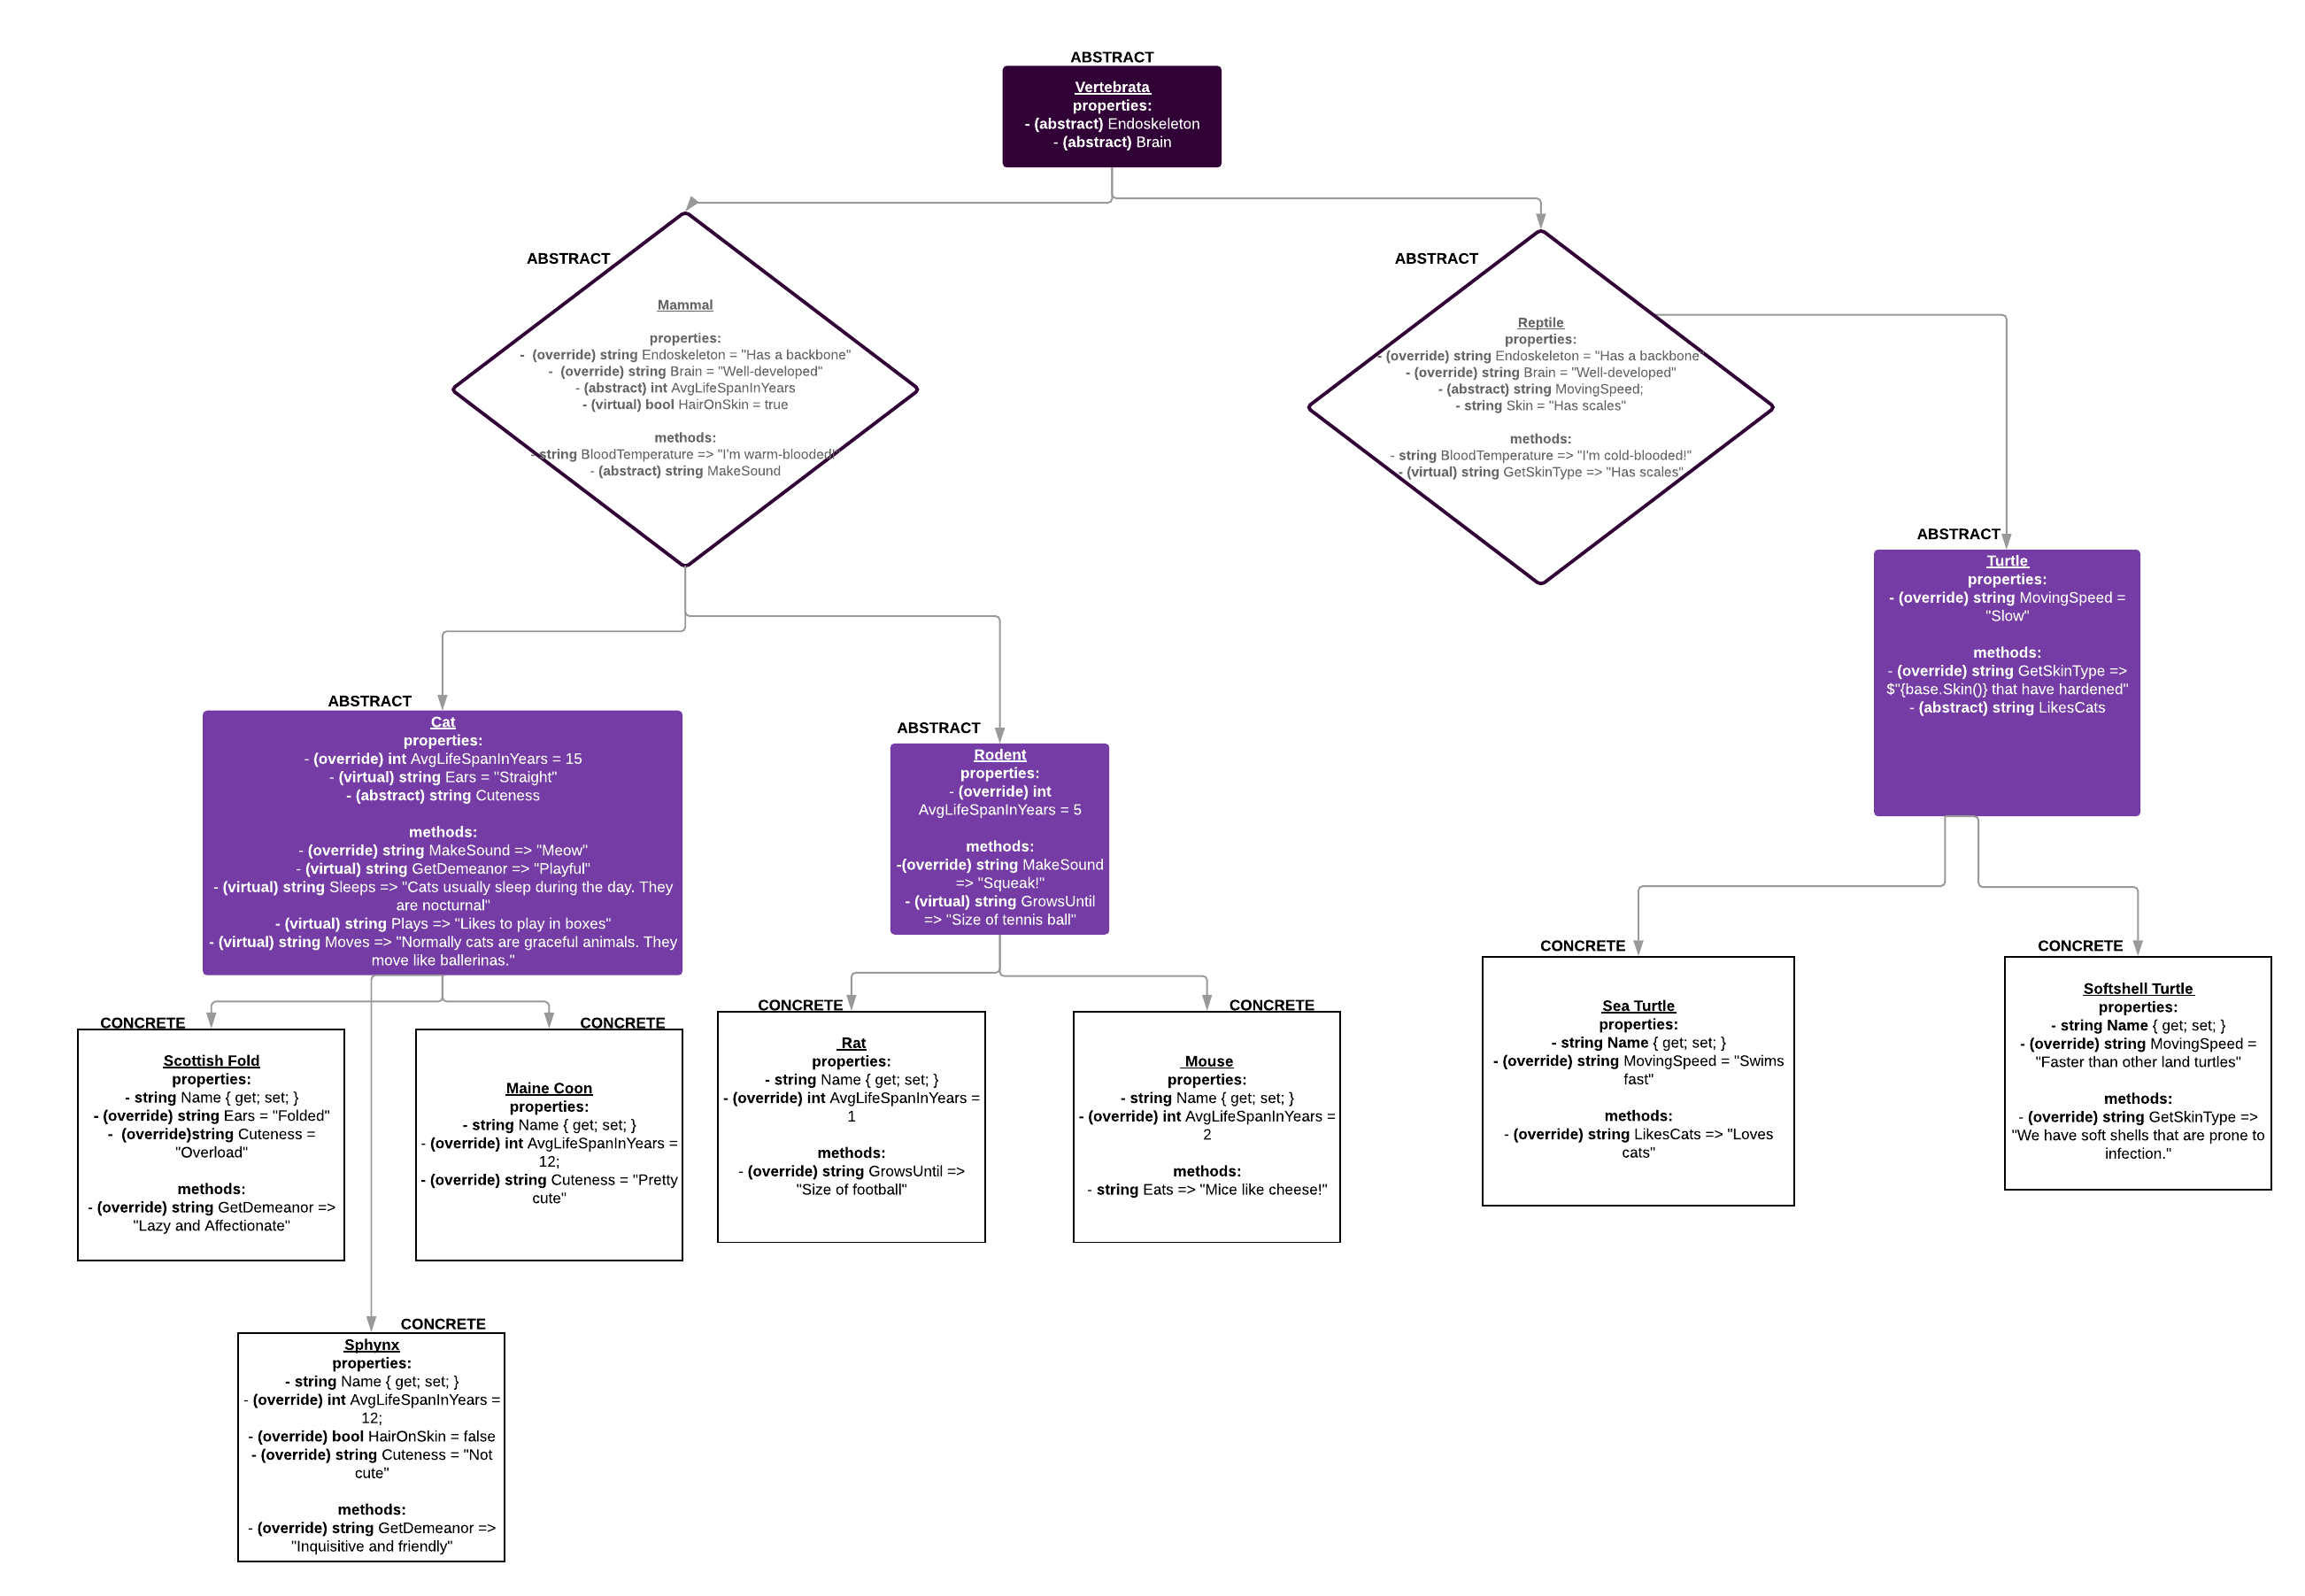 ABSTRACT
Vertebrata
properties:
- (abstract) Endoskeleton
- (abstract) Brain
ABSTRACT
Mammal
properties:
- (override) string Endoskeleton = "Has a backbone"
- (override) string Brain = "Well-developed"
- (abstract) int AvgLifeSpanInYears
- (virtual) bool HairOnSkin = true
methods:
- string BloodTemperature => "I'm warm-blooded!"
- (abstract) string MakeSound
ABSTRACT
Reptile
properties:
- (override) string Endoskeleton = "Has a backbone"
- (override) string Brain = "Well-developed"
- (abstract) string MovingSpeed;
- string Skin = "Has scales"
methods:
- string BloodTemperature => "I'm cold-blooded!"
- (virtual) string GetSkinType => "Has scales"
ABSTRACT
Turtle
properties:
- (override) string MovingSpeed =
"Slow"
methods:
- (override) string GetSkinType =>
$"{base.Skin()} that have hardened"
- (abstract) string LikesCats
ABSTRACT
Cat
properties:
- (override) int AvgLifeSpanInYears = 15
- (virtual) string Ears = "Straight"
- (abstract) string Cuteness
methods:
- (override) string MakeSound => "Meow"
- (virtual) string GetDemeanor => "Playful"
- (virtual) string Sleeps => "Cats usually sleep during the day. They
are nocturnal"
- (virtual) string Plays => "Likes to play in boxes"
- (virtual) string Moves => "Normally cats are graceful animals. They
move like ballerinas."
ABSTRACT
Rodent
properties:
- (override) int
AvgLifeSpanInYears = 5
methods:
-(override) string MakeSound
=> "Squeak!"
- (virtual) string GrowsUntil
=> "Size of tennis ball"
CONCRETE
Scottish Fold
properties:
- string Name { get; set; }
- (override) string Ears = "Folded"
- (override)string Cuteness =
"Overload"
methods:
- (override) string GetDemeanor =>
"Lazy and Affectionate"
CONCRETE
Maine Coon
properties:
- string Name { get; set; }
- (override) int AvgLifeSpanInYears =
12;
- (override) string Cuteness = "Pretty
cute"
CONCRETE
Rat
properties:
- string Name { get; set; }
- (override) int AvgLifeSpanInYears =
1
methods:
- (override) string GrowsUntil =>
"Size of football"
CONCRETE
Mouse
properties:
- string Name { get; set; }
- (override) int AvgLifeSpanInYears =
2
methods:
- string Eats => "Mice like cheese!"
CONCRETE
Sea Turtle
properties:
- string Name { get; set; }
- (override) string MovingSpeed = "Swims
fast"
methods:
- (override) string LikesCats => "Loves
cats"
CONCRETE
Softshell Turtle
properties:
- string Name { get; set; }
- (override) string MovingSpeed =
"Faster than other land turtles"
methods:
- (override) string GetSkinType =>
"We have soft shells that are prone to
infection."
CONCRETE
Sphynx
properties:
- string Name { get; set; }
- (override) int AvgLifeSpanInYears =
12;
- (override) bool HairOnSkin = false
- (override) string Cuteness = "Not
cute"
methods:
- (override) string GetDemeanor =>
"Inquisitive and friendly"